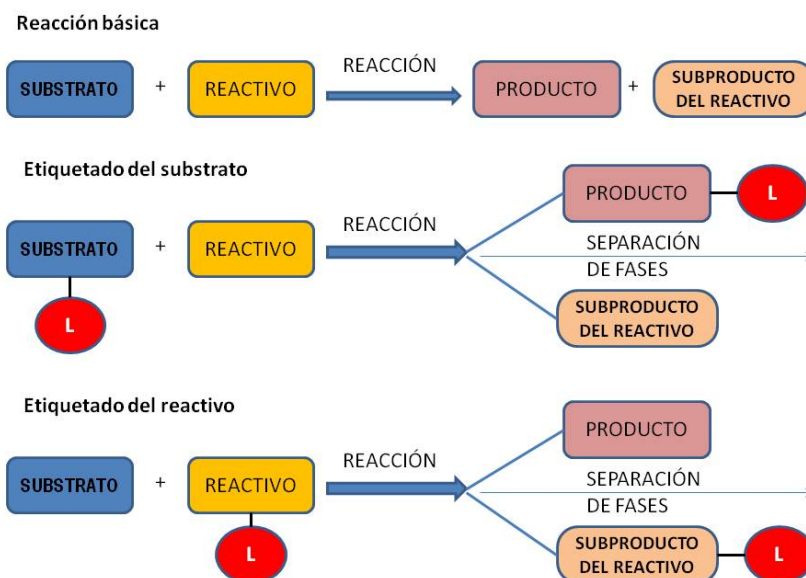 Reacción básica
SUBSTRATO + REACTIVO REACCIÓN PRODUCTO + SUBPRODUCTO
DEL REACTIVO
Etiquetado del substrato
SUBSTRATO + REACTIVO REACCIÓN PRODUCTO L
L
SEPARACIÓN
DE FASES
SUBPRODUCTO
DEL REACTIVO
Etiquetado del reactivo
SUBSTRATO + REACTIVO REACCIÓN PRODUCTO
L
SEPARACIÓN
DE FASES
SUBPRODUCTO
DEL REACTIVO L